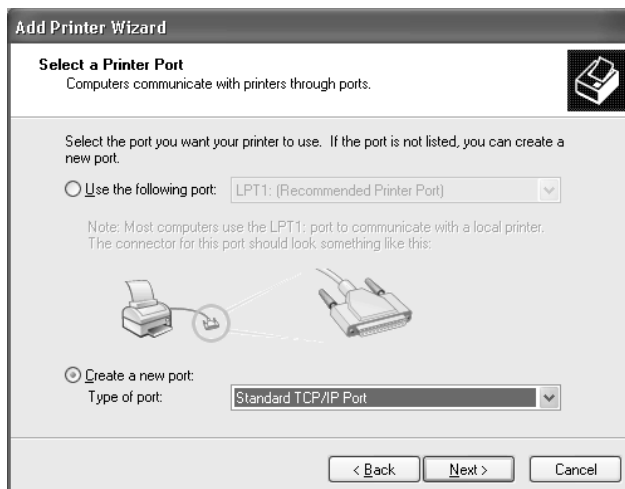 Add Printer Wizard
Select a Printer Port
Computers communicate with printers through ports.
Select the port you want your printer to use. If the port is not listed, you can create a
new port.
Use the following port: LPT1: (Recommended Printer Port)
Note: Most computers use the LPT1: port to communicate with a local printer.
The connector for this port should look something like this:
Create a new port:
Type of port: Standard TCP/IP Port
< Back Next > Cancel